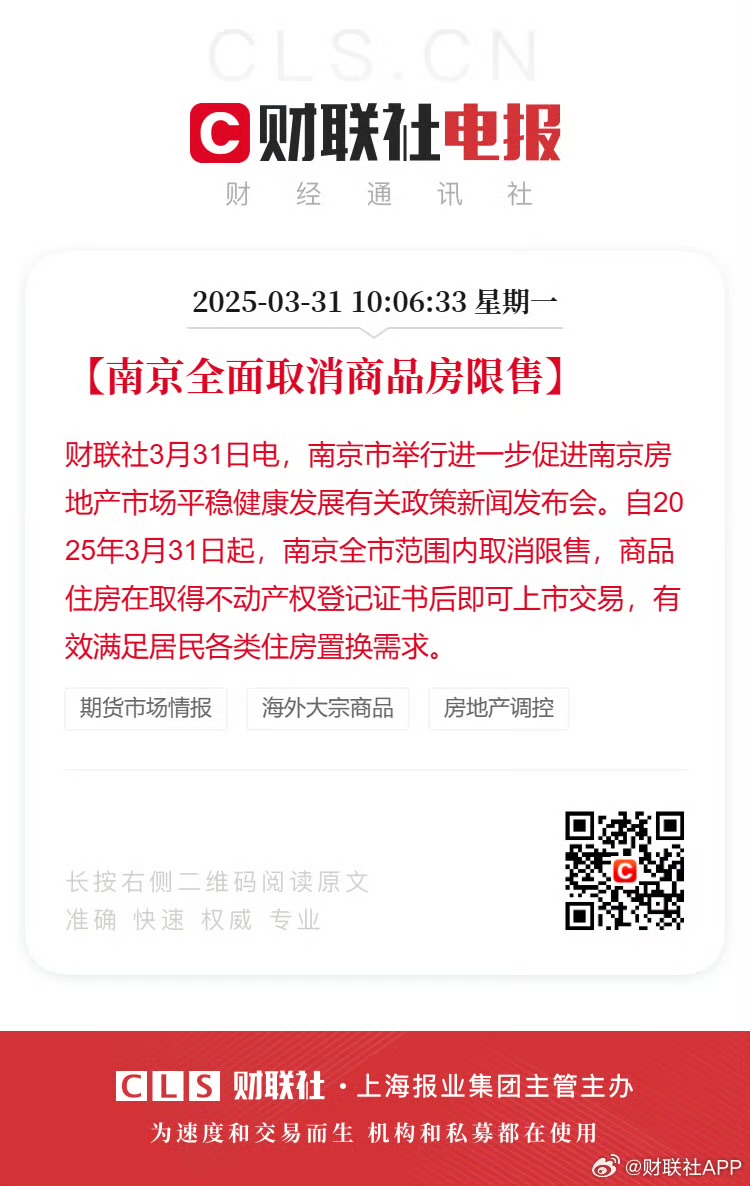 CLS.CN
C 财联社电报
财经通讯社
2025-03-31 10:06:33 星期一
【南京全面取消商品房限售】
财联社3月31日电，南京市举行进一步促进南京房
地产市场平稳健康发展有关政策新闻发布会。自20
25年3月31日起，南京全市范围内取消限售，商品
住房在取得不动产权登记证书后即可上市交易，有
效满足居民各类住房置换需求。
期货市场情报 海外大宗商品 房地产调控
长按右侧二维码阅读原文
准确 快速 权威 专业
C
CLS 财联社·上海报业集团主管主办
为速度和交易而生 机构和私募都在使用
@财联社APP